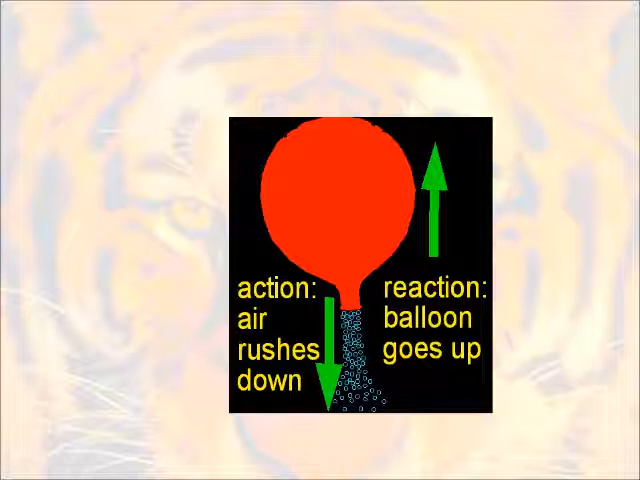 action:
air
rushes
down
reaction:
balloon
goes up